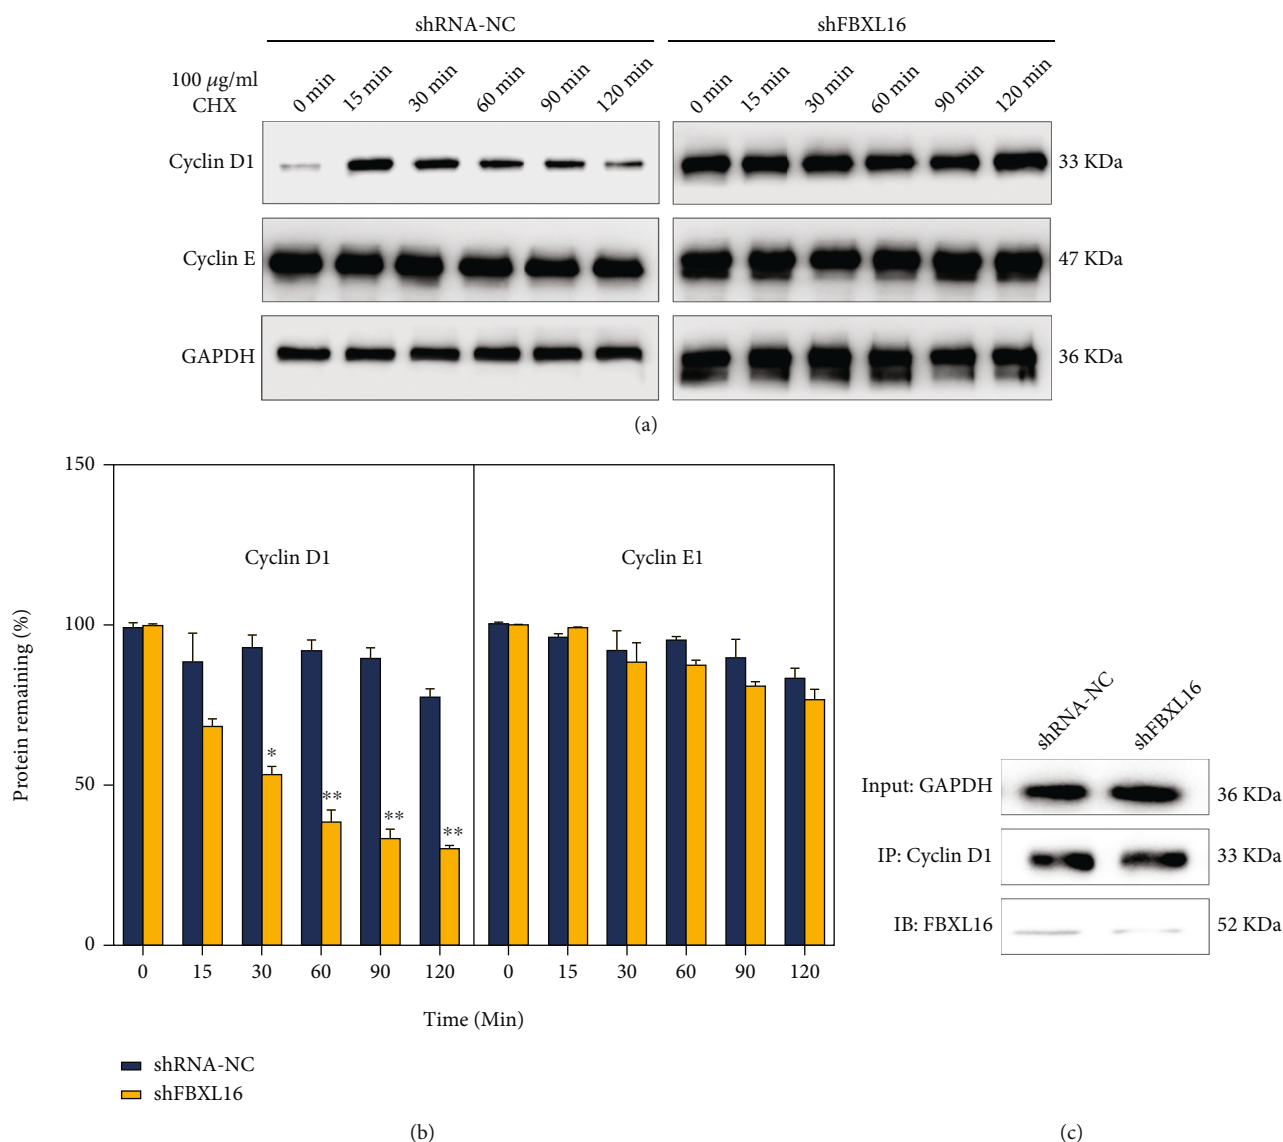 shRNA-NC shFBXL16
100 μg/ml
CHX
0 min 15 min 30 min 60 min 90 min 120 min 0 min 15 min 30 min 60 min 90 min 120 min
Cyclin D1 33 KDa
Cyclin E 47 KDa
GAPDH 36 KDa
(a)
150
100
50
0
Protein remaining (%)
Cyclin D1 Cyclin E1
* ** ** **
0 15 30 60 90 120 0 15 30 60 90 120
Time (Min)
shRNA-NC
shFBXL16
(b)
shRNA-NC shFBXL16
Input: GAPDH 36 KDa
IP: Cyclin D1 33 KDa
IB: FBXL16 52 KDa
(c)